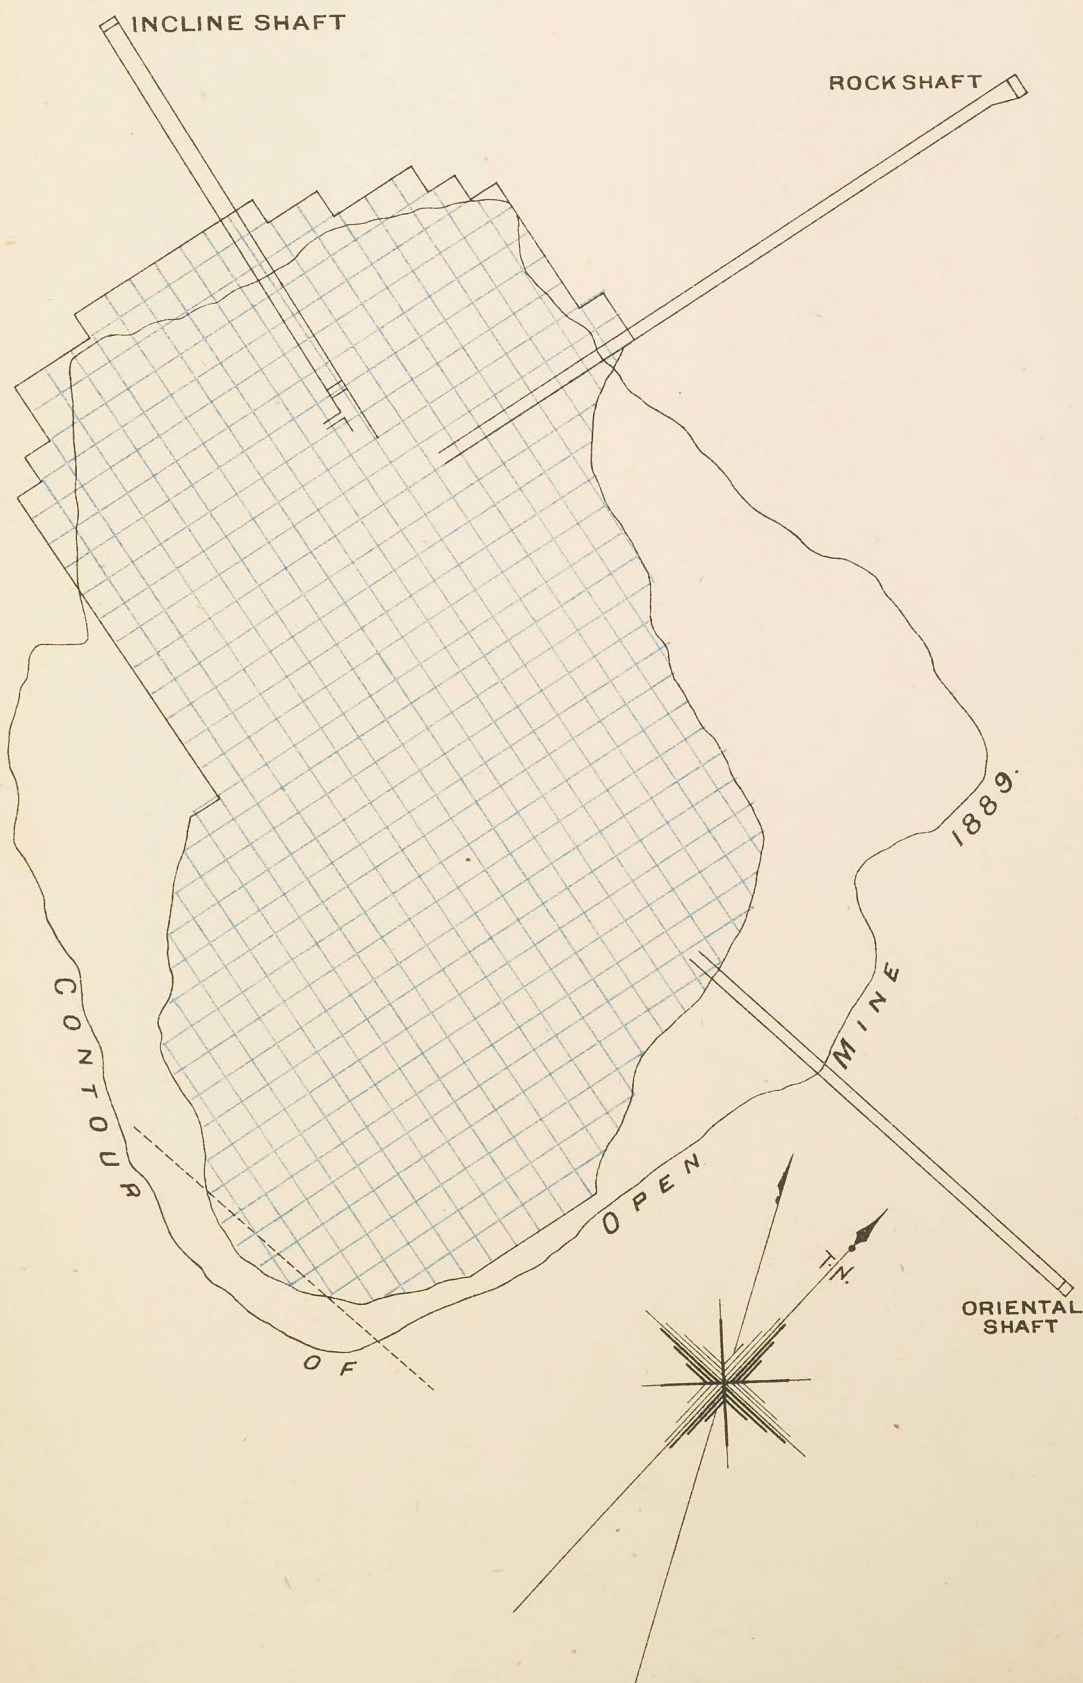 INCLINE SHAFT
ROCK SHAFT
CONTOUR OF OPEN MINE 1889.
T.N.
ORIENTAL
SHAFT